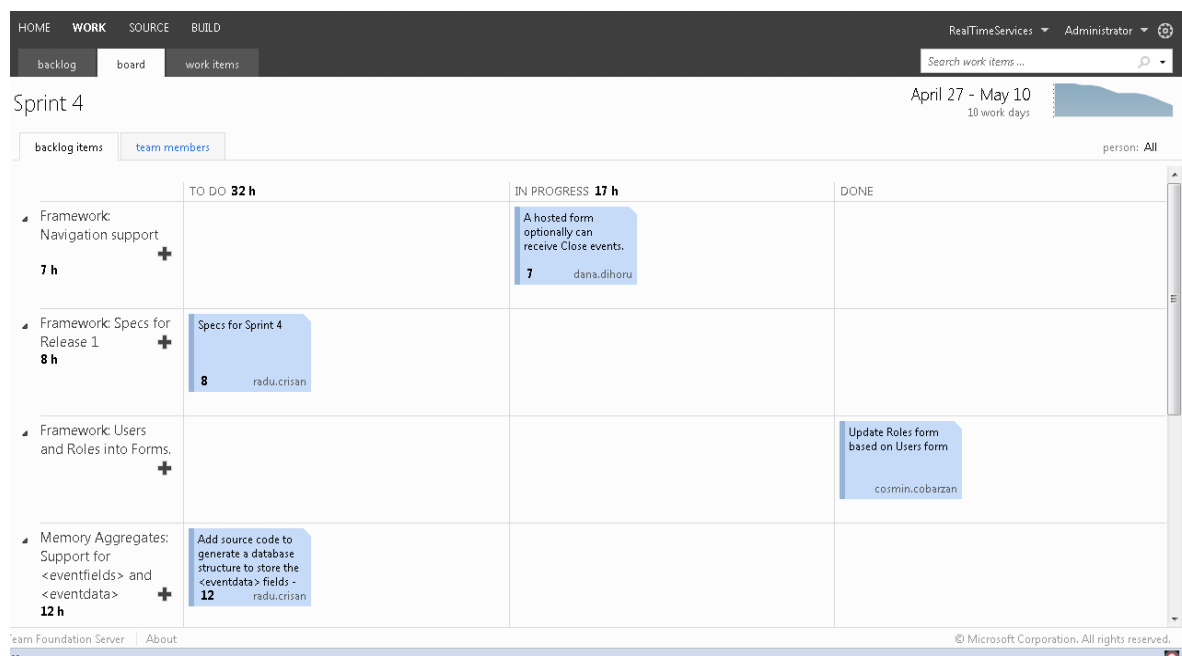 HOME WORK SOURCE BUILD
RealTimeServices Administrator
backlog board work items
Search work items ...
Sprint 4
April 27 - May 10
10 work days
backlog items team members
person: All
TO DO 32 h IN PROGRESS 17 h DONE
Framework:
Navigation support
7 h
A hosted form
optionally can
receive Close events.
7 dana.dihoru
Framework: Specs for
Release 1
8 h
Specs for Sprint 4
8 radu.crisan
Framework: Users
and Roles into Forms.
Update Roles form
based on Users form
cosmin.cobarzan
Memory Aggregates:
Support for
<eventfields> and
<eventdata>
12 h
Add source code to
generate a database
structure to store the
<eventdata> fields -
12 radu.crisan
Team Foundation Server About
© Microsoft Corporation. All rights reserved.